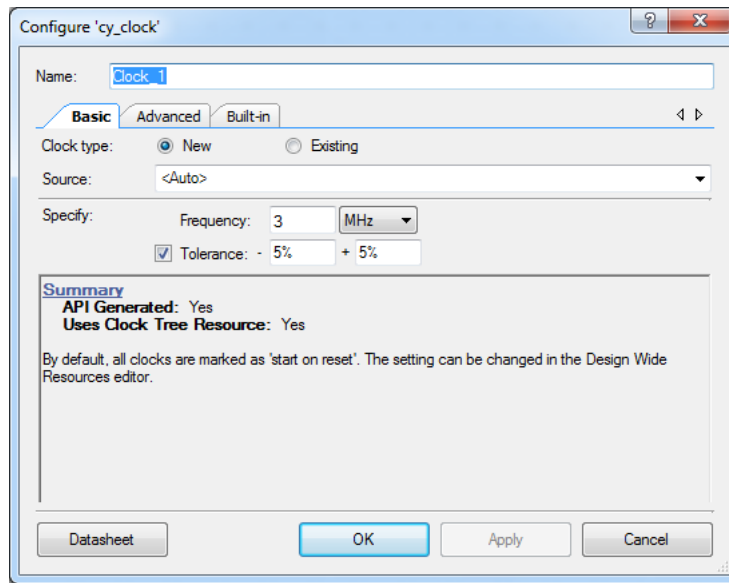 Configure 'cy_clock'
Name: Clock_1
Basic Advanced Built-in
Clock type: New Existing
Source: <Auto>
Specify: Frequency: 3 MHz
Tolerance: - 5% + 5%
Summary
API Generated: Yes
Uses Clock Tree Resource: Yes
By default, all clocks are marked as 'start on reset'. The setting can be changed in the Design Wide
Resources editor.
Datasheet OK Apply Cancel